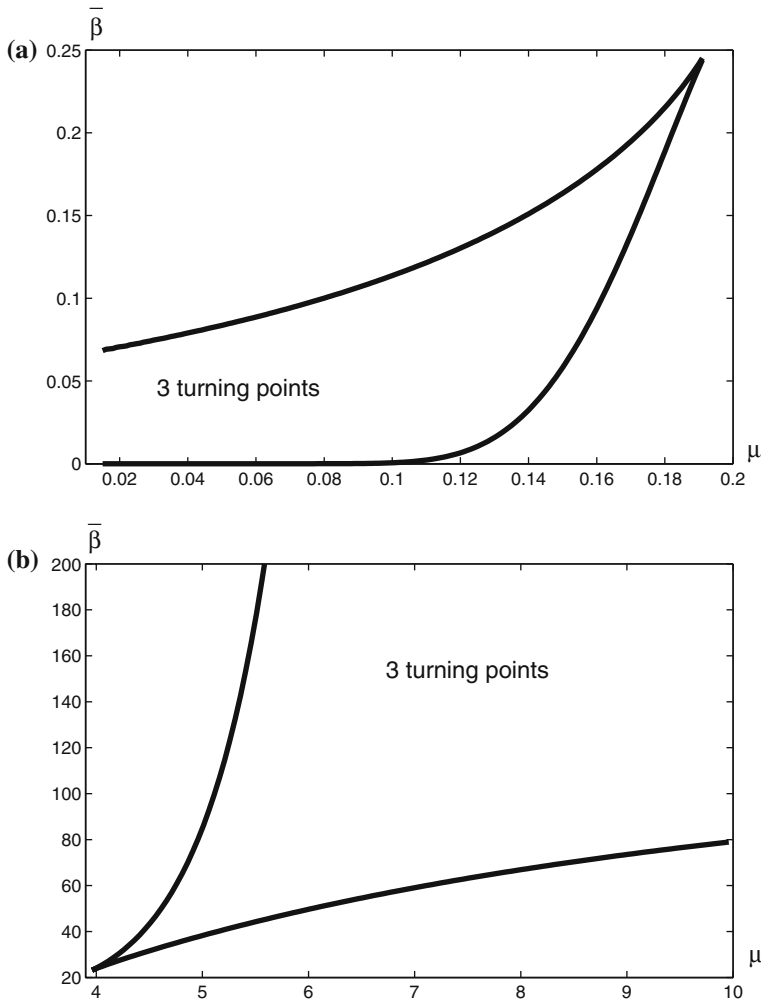 β̅
(a) 0.25
0.2
0.15
0.1
3 turning points
0.05
0
μ
0.02 0.04 0.06 0.08 0.1 0.12 0.14 0.16 0.18 0.2
β̅
(b) 200
180
160
3 turning points
140
120
100
80
60
40
μ
20
4 5 6 7 8 9 10